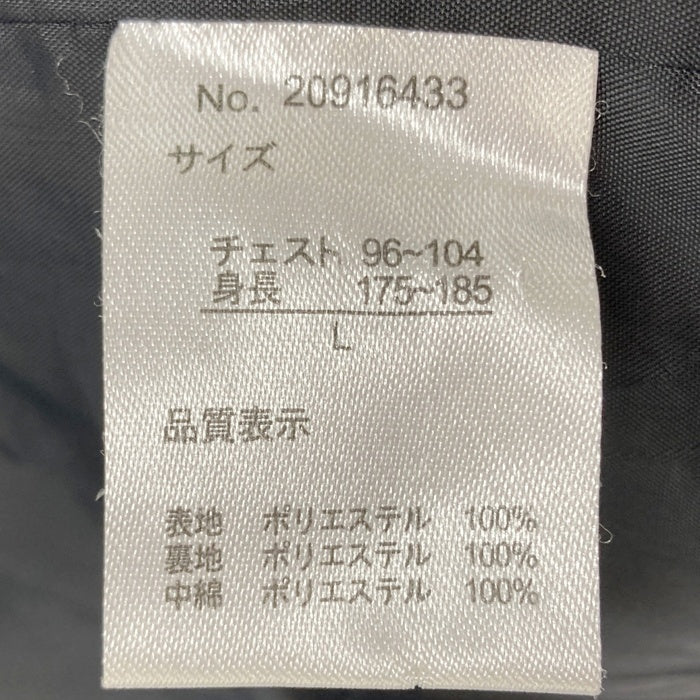 No. 20916433
サイズ
チェスト 96~104
身長 175~185
L
品質表示
表地 ポリエステル 100%
裏地 ポリエステル 100%
中綿 ポリエステル 100%